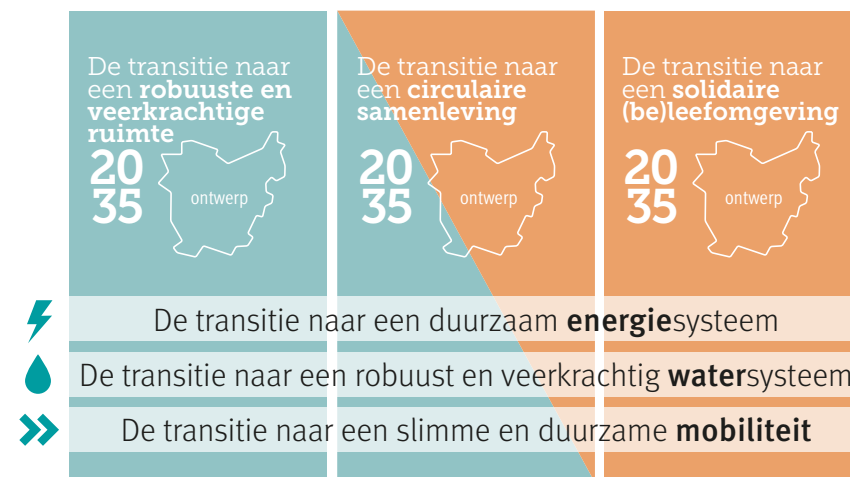 De transitie naar
een robuuste en
veerkrachtige
ruimte
20
35
ontwerp
De transitie naar
een circulaire
samenleving
20
35
ontwerp
De transitie naar
een solidaire
(be)leefomgeving
20
35
ontwerp
De transitie naar een duurzaam energiesysteem
De transitie naar een robuust en veerkrachtig watersysteem
De transitie naar een slimme en duurzame mobiliteit